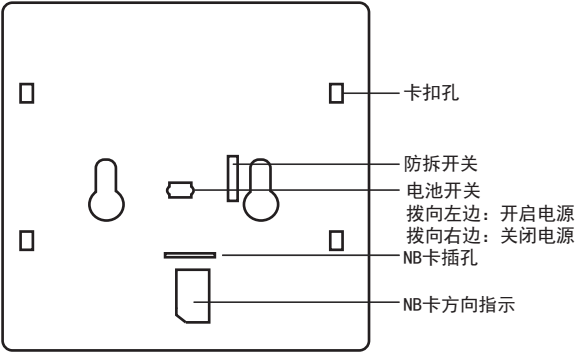 卡扣孔
防拆开关
电池开关
拨向左边：开启电源
拨向右边：关闭电源
NB卡插孔
NB卡方向指示